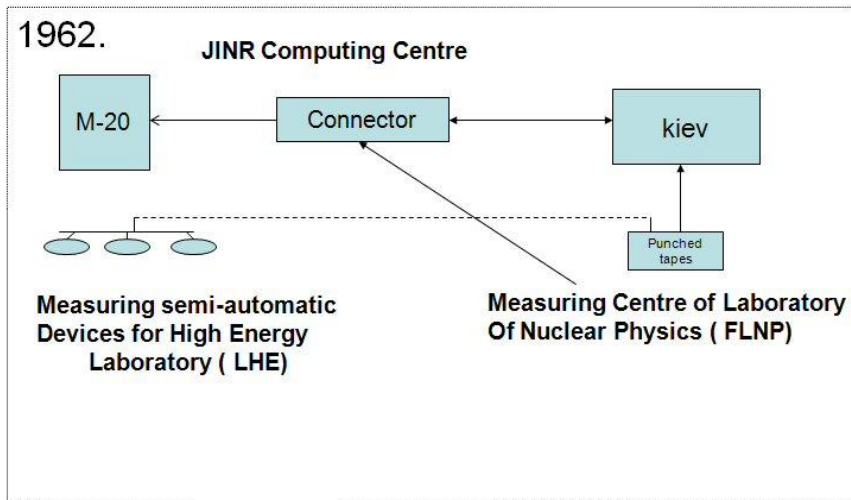 1962.
JINR Computing Centre
M-20
Connector
kiev
Punched
tapes
Measuring semi-automatic
Devices for High Energy
Laboratory ( LHE)
Measuring Centre of Laboratory
Of Nuclear Physics ( FLNP)